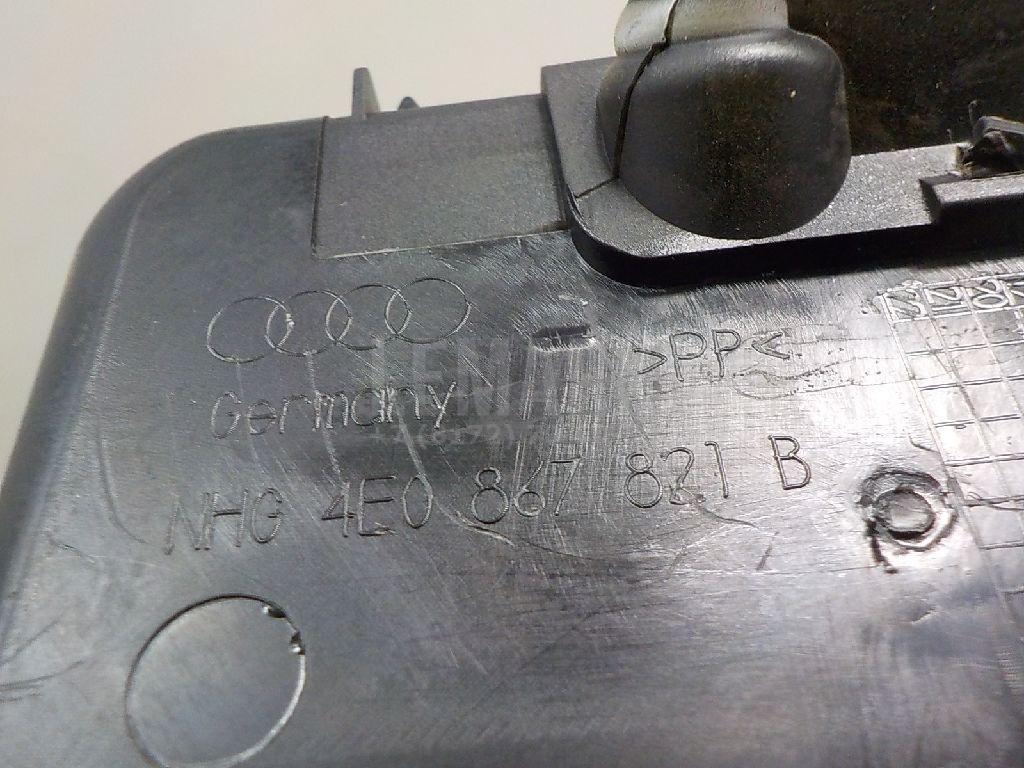 >PP<
Germany
NHG 4E0 867 821 B